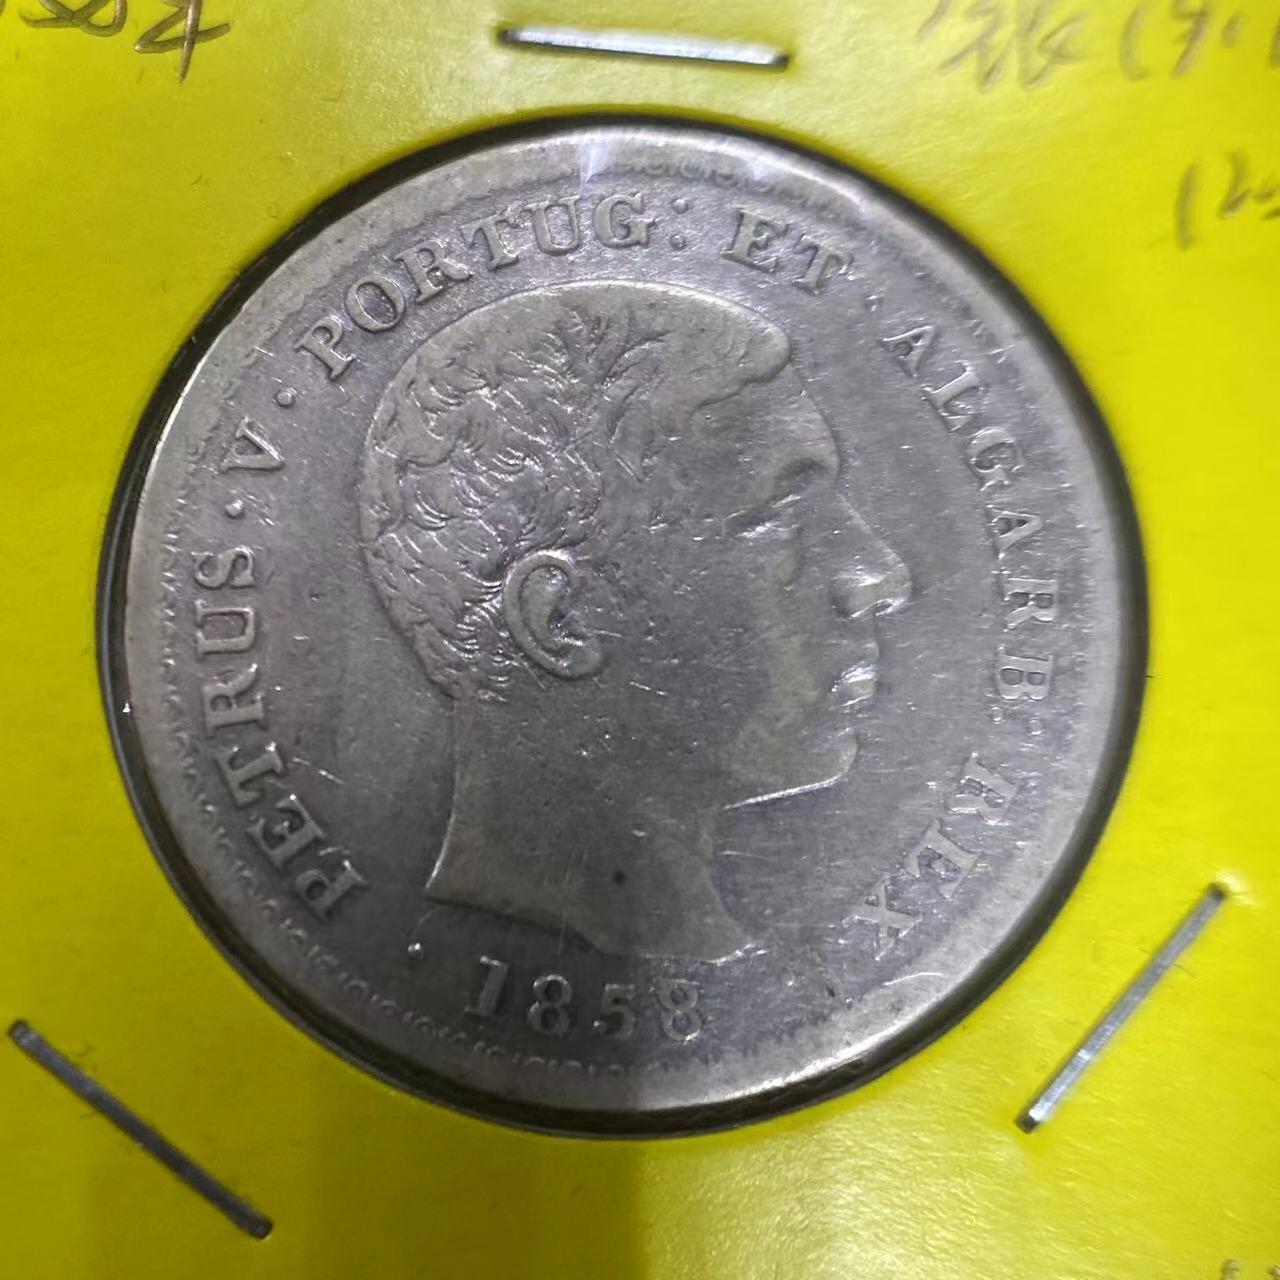 PETRUS · V · PORTUG: ET · ALGARB: REX
· 1858